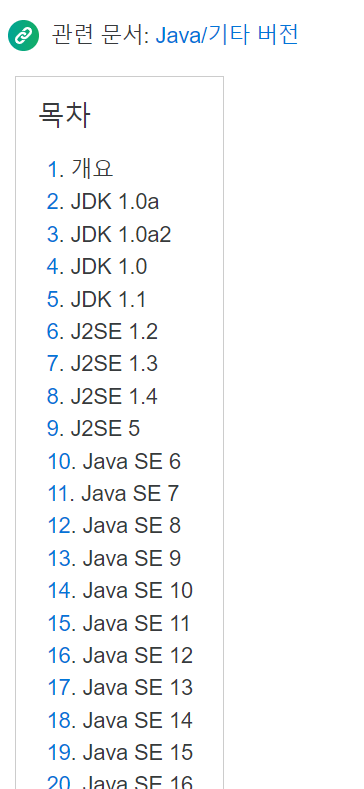 관련 문서: Java/기타 버전
목차
1. 개요
2. JDK 1.0a
3. JDK 1.0a2
4. JDK 1.0
5. JDK 1.1
6. J2SE 1.2
7. J2SE 1.3
8. J2SE 1.4
9. J2SE 5
10. Java SE 6
11. Java SE 7
12. Java SE 8
13. Java SE 9
14. Java SE 10
15. Java SE 11
16. Java SE 12
17. Java SE 13
18. Java SE 14
19. Java SE 15
20. Java SE 16